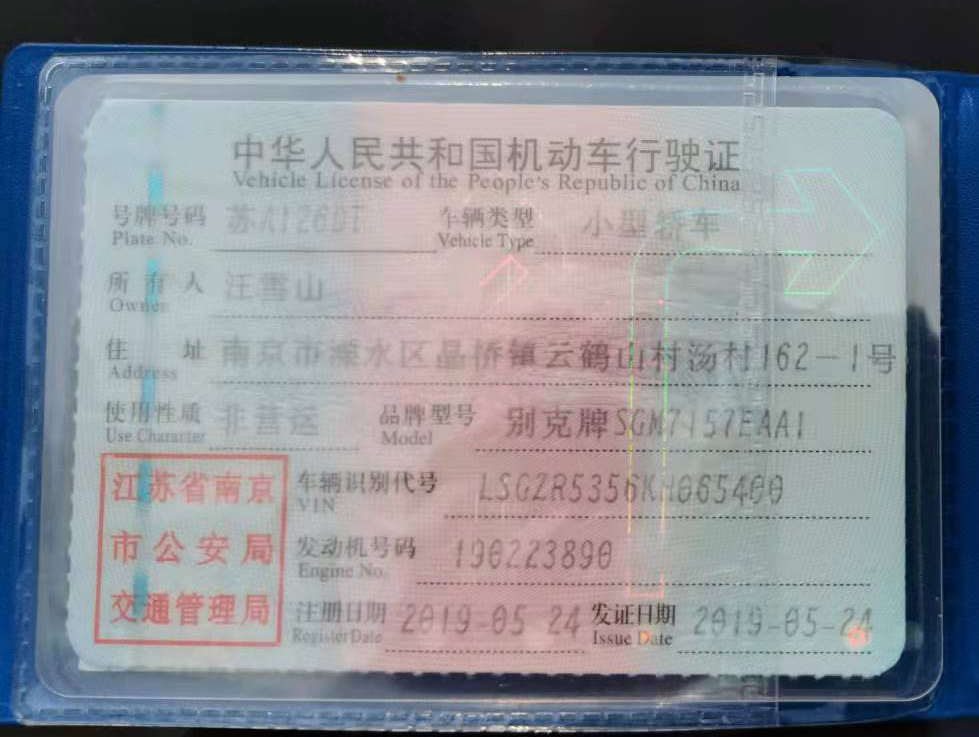 中华人民共和国机动车行驶证
Vehicle License of the People's Republic of China
号牌号码 苏A126DT 车辆类型 小型轿车
Plate No. Vehicle Type
所有人 汪雪山
Owner
住址 南京市溧水区晶桥镇云鹤山村汤村162-1号
Address
使用性质 非营运 品牌型号 别克牌SGM7157EAA1
Use Character Model
江苏省南京
市公安局
交通管理局
车辆识别代号 LSGZR5356KH065400
VIN
发动机号码 190223890
Engine No.
注册日期 2019-05 24 发证日期 2019-05-24
Register Date Issue Date